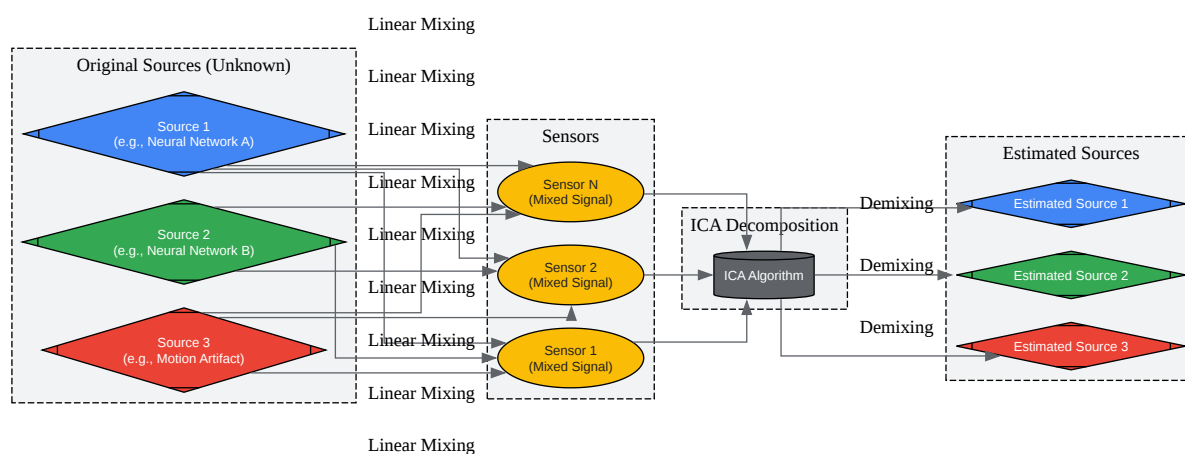 Linear Mixing
Linear Mixing
Linear Mixing
Linear Mixing
Linear Mixing
Linear Mixing
Linear Mixing
Linear Mixing
Linear Mixing
Original Sources (Unknown)
Source 1
(e.g., Neural Network A)
Source 2
(e.g., Neural Network B)
Source 3
(e.g., Motion Artifact)
Sensors
Sensor N
(Mixed Signal)
Sensor 2
(Mixed Signal)
Sensor 1
(Mixed Signal)
ICA Decomposition
ICA Algorithm
Demixing
Demixing
Demixing
Estimated Sources
Estimated Source 1
Estimated Source 2
Estimated Source 3